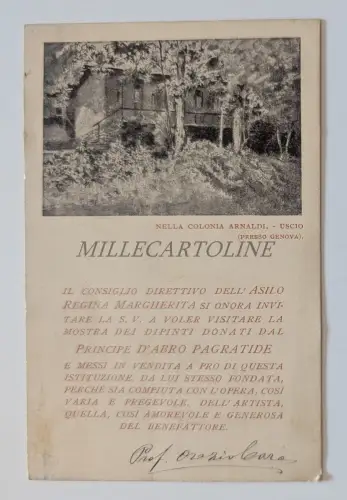 NELLA COLONIA ARNALDI. - USCIO
(PRESSO GENOVA).
MILLECARTOLINE
IL CONSIGLIO DIRETTIVO DELL'ASILO
REGINA MARGHERITA SI ONORA INVI-
TARE LA S. V. A VOLER VISITARE LA
MOSTRA DEI DIPINTI DONATI DAL
PRINCIPE D'ABRO PAGRATIDE
E MESSI IN VENDITA A PRO DI QUESTA
ISTITUZIONE, DA LUI STESSO FONDATA,
PERCHÈ SIA COMPIUTA CON L'OPERA, COSÌ
VARIA E PREGEVOLE, DELL'ARTISTA,
QUELLA, COSÌ AMOREVOLE E GENEROSA
DEL BENEFATTORE.
Prof. Orazio Cara